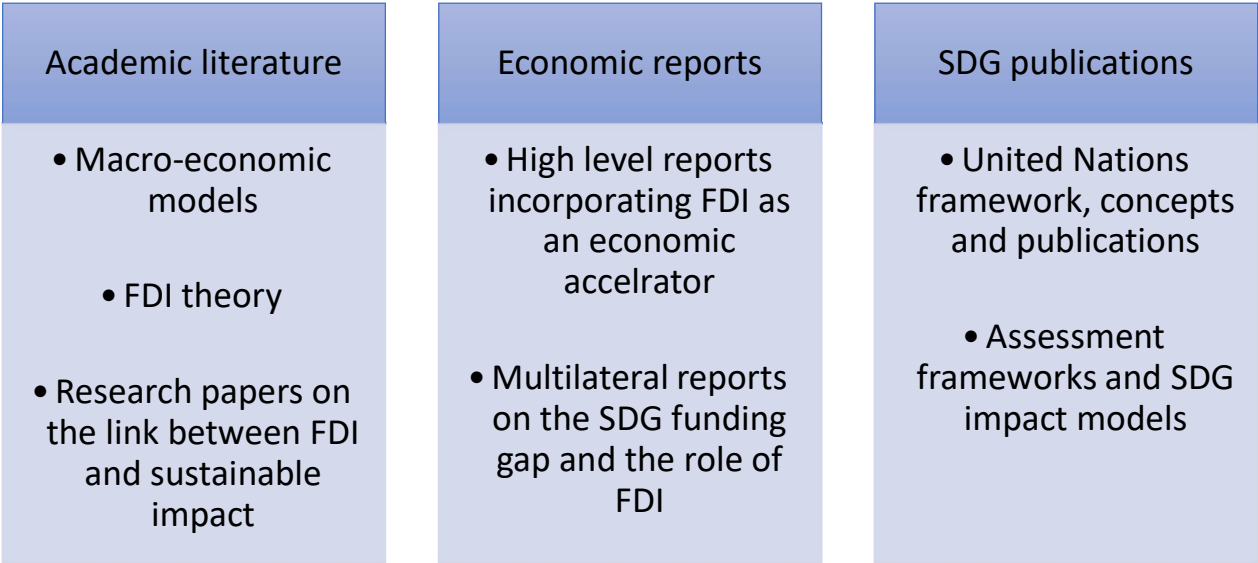 Academic literature
• Macro-economic
models
• FDI theory
• Research papers on
the link between FDI
and sustainable
impact
Economic reports
• High level reports
incorporating FDI as
an economic
accelrator
• Multilateral reports
on the SDG funding
gap and the role of
FDI
SDG publications
• United Nations
framework, concepts
and publications
• Assessment
frameworks and SDG
impact models